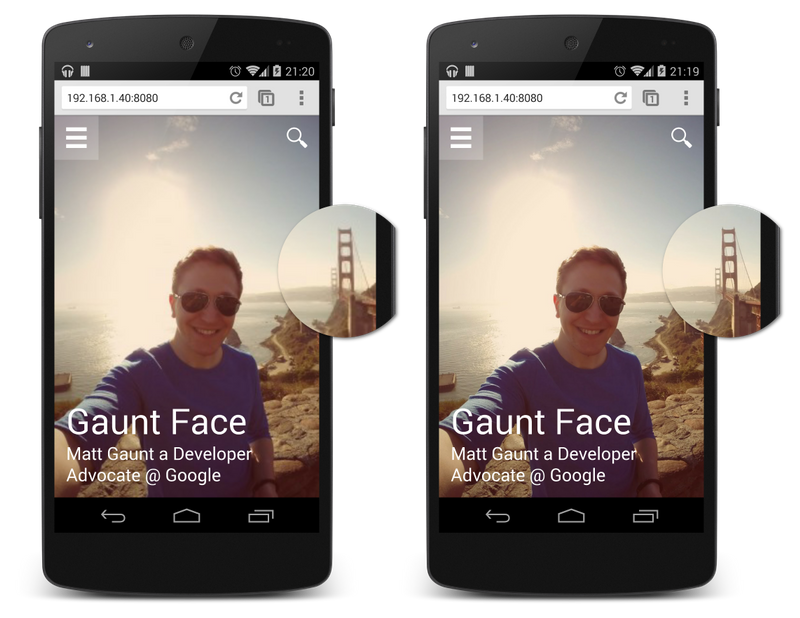 21:20
192.168.1.40:8080
1
Gaunt Face
Matt Gaunt a Developer
Advocate @ Google
21:19
192.168.1.40:8080
1
Gaunt Face
Matt Gaunt a Developer
Advocate @ Google